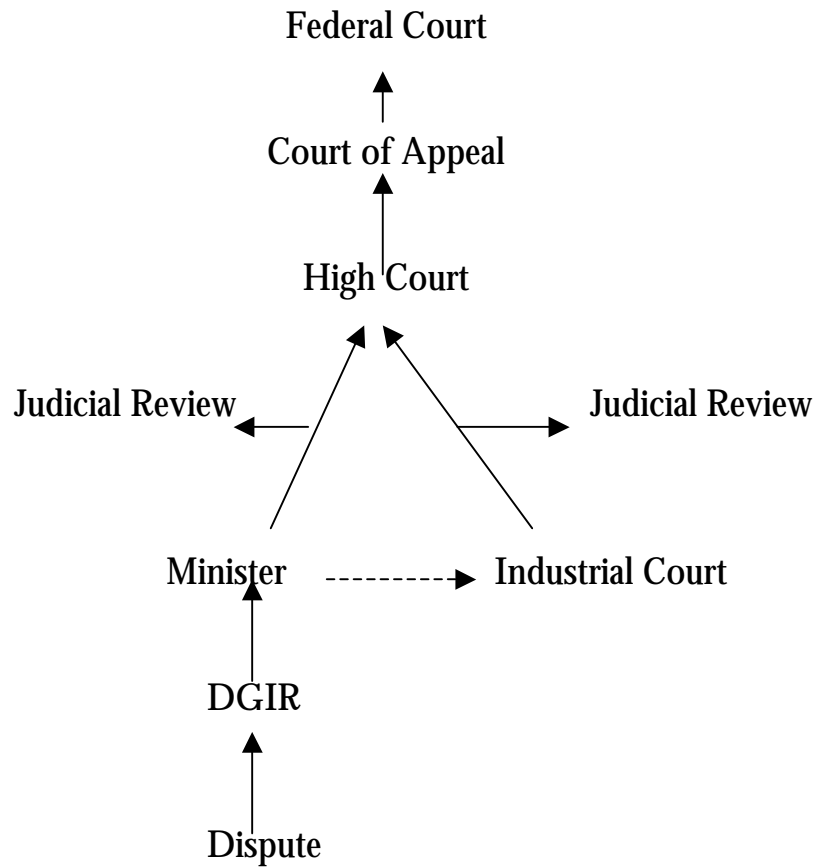 Federal Court
Court of Appeal
High Court
Judicial Review
Judicial Review
Minister
Industrial Court
DGIR
Dispute